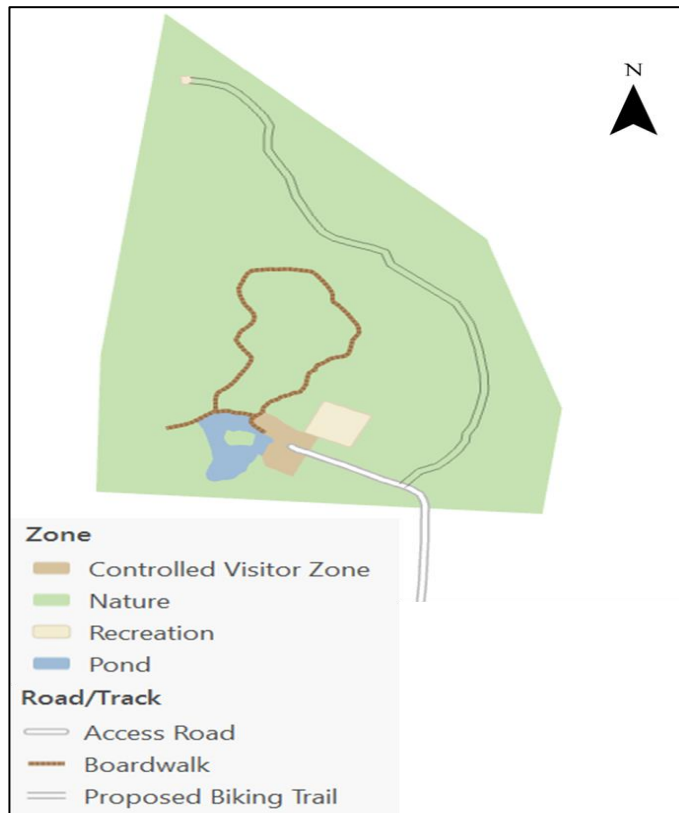 N
Zone
Controlled Visitor Zone
Nature
Recreation
Pond
Road/Track
Access Road
Boardwalk
Proposed Biking Trail